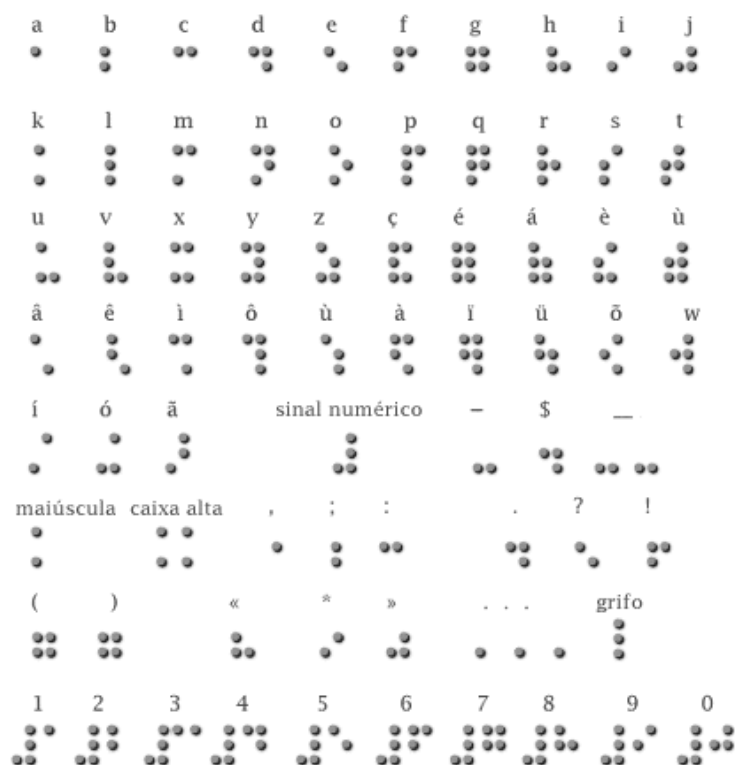 a b c d e f g h i j
k l m n o p q r s t
u v x y z ç é á è ù
â ê ì ô ù à ï ü õ w
í ó ã sinal numérico – $ __
maiúscula caixa alta , ; : . ? !
( ) « * » . . . grifo
1 2 3 4 5 6 7 8 9 0